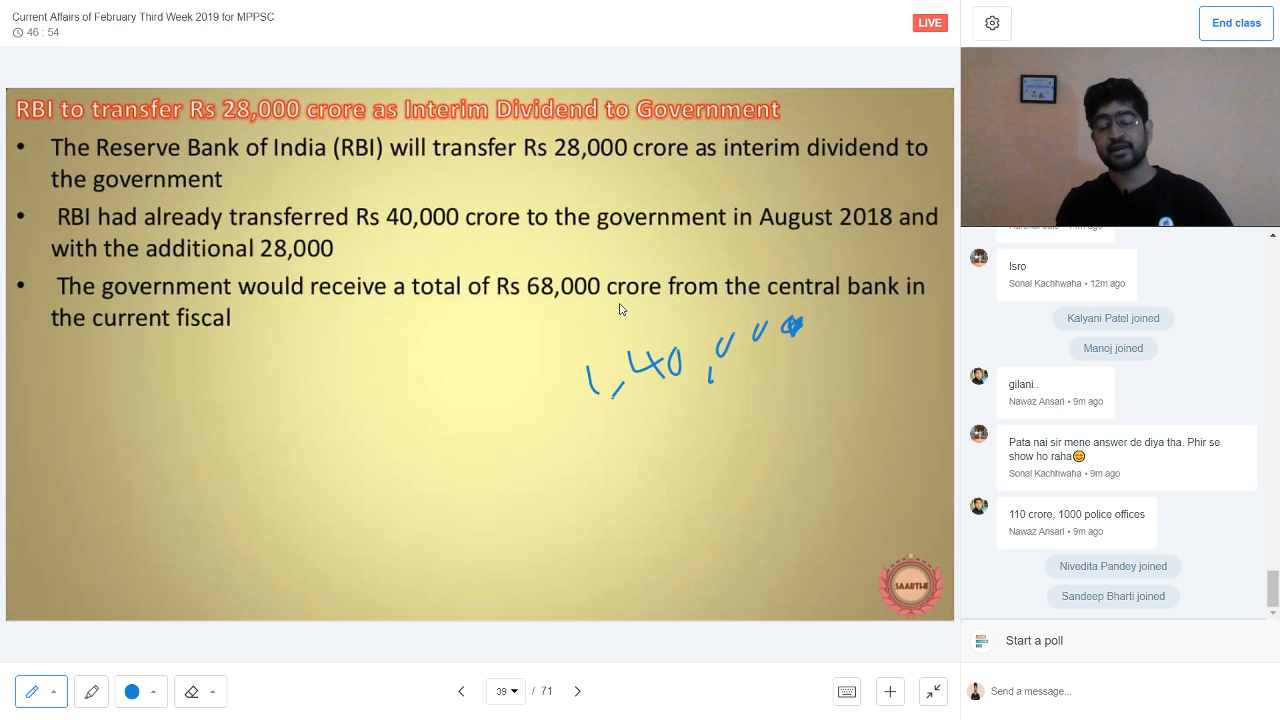 Current Affairs of February Third Week 2019 for MPPSC
46 : 54
LIVE
End class
RBI to transfer Rs 28,000 crore as Interim Dividend to Government
• The Reserve Bank of India (RBI) will transfer Rs 28,000 crore as interim dividend to
the government
• RBI had already transferred Rs 40,000 crore to the government in August 2018 and
with the additional 28,000
• The government would receive a total of Rs 68,000 crore from the central bank in
the current fiscal
1,40,000
SAARTHI
Isro
Sonal Kachhwaha • 12m ago
Kalyani Patel joined
Manoj joined
gilani..
Nawaz Ansari • 9m ago
Pata nai sir mene answer de diya tha. Phir se
show ho raha😊
Sonal Kachhwaha • 9m ago
110 crore, 1000 police offices
Nawaz Ansari • 9m ago
Nivedita Pandey joined
Sandeep Bharti joined
Start a poll
39 / 71
Send a message...